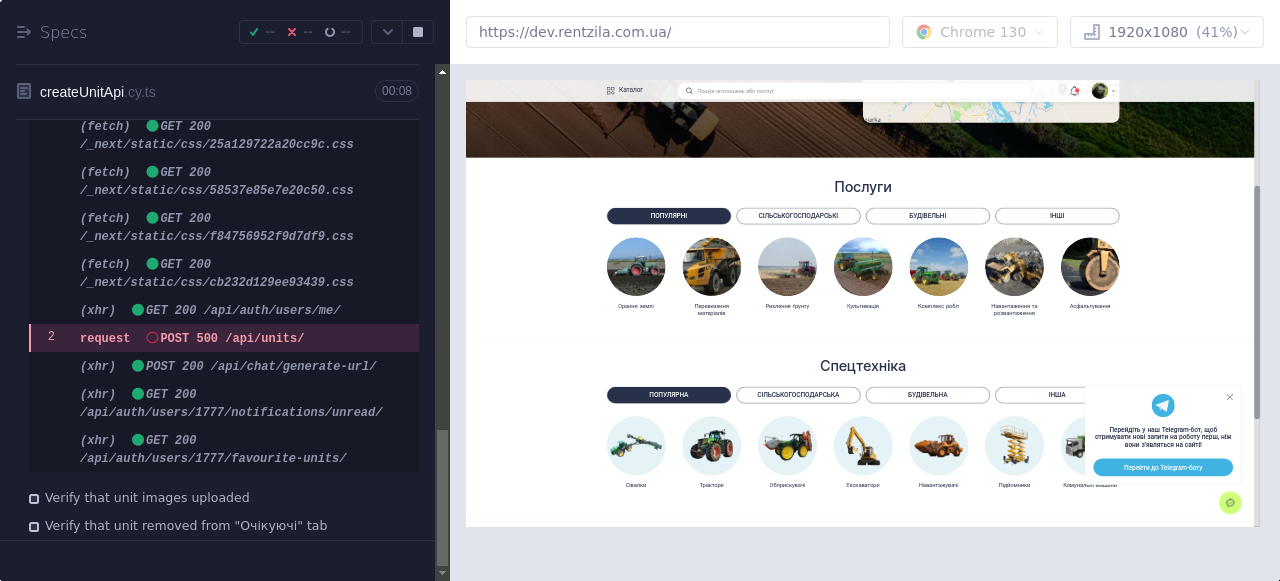 Specs
--
--
--
createUnitApi.cy.ts
00:08
(fetch) GET 200
/_next/static/css/25a129722a20cc9c.css
(fetch) GET 200
/_next/static/css/58537e85e7e20c50.css
(fetch) GET 200
/_next/static/css/f84756952f9d7df9.css
(fetch) GET 200
/_next/static/css/cb232d129ee93439.css
(xhr) GET 200 /api/auth/users/me/
2 request POST 500 /api/units/
(xhr) POST 200 /api/chat/generate-url/
(xhr) GET 200
/api/auth/users/1777/notifications/unread/
(xhr) GET 200
/api/auth/users/1777/favourite-units/
Verify that unit images uploaded
Verify that unit removed from "Очікуючі" tab
https://dev.rentzila.com.ua/
Chrome 130
1920x1080 (41%)
Каталог
Пошук оголошень або послуг
Послуги
ПОПУЛЯРНІ
СІЛЬСЬКОГОСПОДАРСЬКІ
БУДІВЕЛЬНІ
ІНШІ
Орання землі
Перевезення
матеріалів
Рихлення ґрунту
Культивація
Комплекс робіт
Навантаження та
розвантаження
Асфальтування
Спецтехніка
ПОПУЛЯРНА
СІЛЬСЬКОГОСПОДАРСЬКА
БУДІВЕЛЬНА
ІНША
Сівалки
Трактори
Обприскувачі
Екскаватори
Навантажувачі
Підйомники
Перейдіть у наш Telegram-бот, щоб
отримувати нові запити на роботу перш, ніж
вони зʼявляться на сайті!
Перейти до Telegram-боту